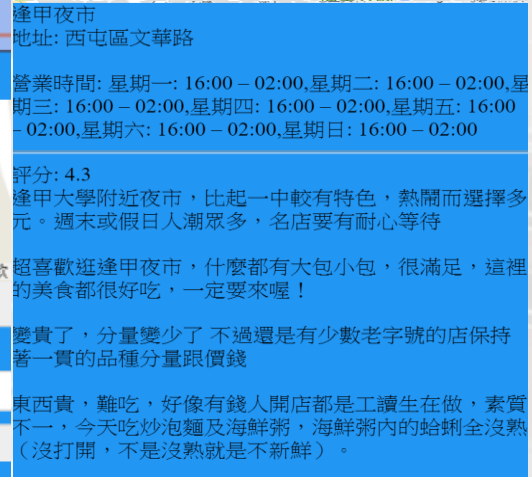 逢甲夜市
地址: 西屯區文華路
營業時間: 星期一: 16:00 – 02:00,星期二: 16:00 – 02:00,星
期三: 16:00 – 02:00,星期四: 16:00 – 02:00,星期五: 16:00
– 02:00,星期六: 16:00 – 02:00,星期日: 16:00 – 02:00
評分: 4.3
逢甲大學附近夜市，比起一中較有特色，熱鬧而選擇多
元。週末或假日人潮眾多，名店要有耐心等待
超喜歡逛逢甲夜市，什麼都有大包小包，很滿足，這裡
的美食都很好吃，一定要來喔！
變貴了，分量變少了 不過還是有少數老字號的店保持
著一貫的品種分量跟價錢
東西貴，難吃，好像有錢人開店都是工讀生在做，素質
不一，今天吃炒泡麵及海鮮粥，海鮮粥內的蛤蜊全沒熟
（沒打開，不是沒熟就是不新鮮）。